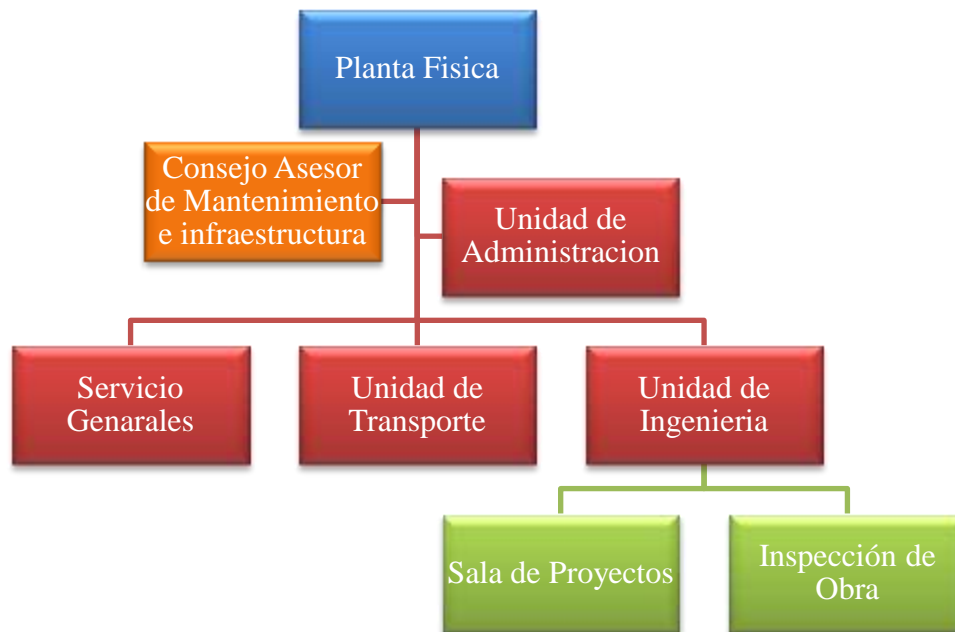 Planta Fisica
Consejo Asesor
de Mantenimiento
e infraestructura
Unidad de
Administracion
Servicio
Genarales
Unidad de
Transporte
Unidad de
Ingenieria
Sala de Proyectos
Inspección de
Obra